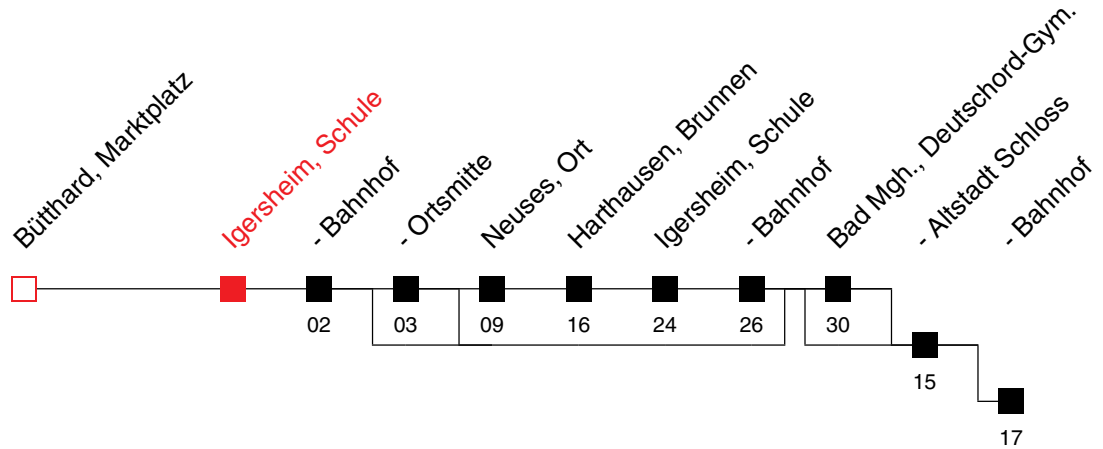 Bütthard, Marktplatz
Igersheim, Schule
- Bahnhof
- Ortsmitte
Neuses, Ort
Harthausen, Brunnen
Igersheim, Schule
- Bahnhof
Bad Mgh., Deutschord-Gym.
- Altstadt Schloss
- Bahnhof
02
03
09
16
24
26
30
15
17